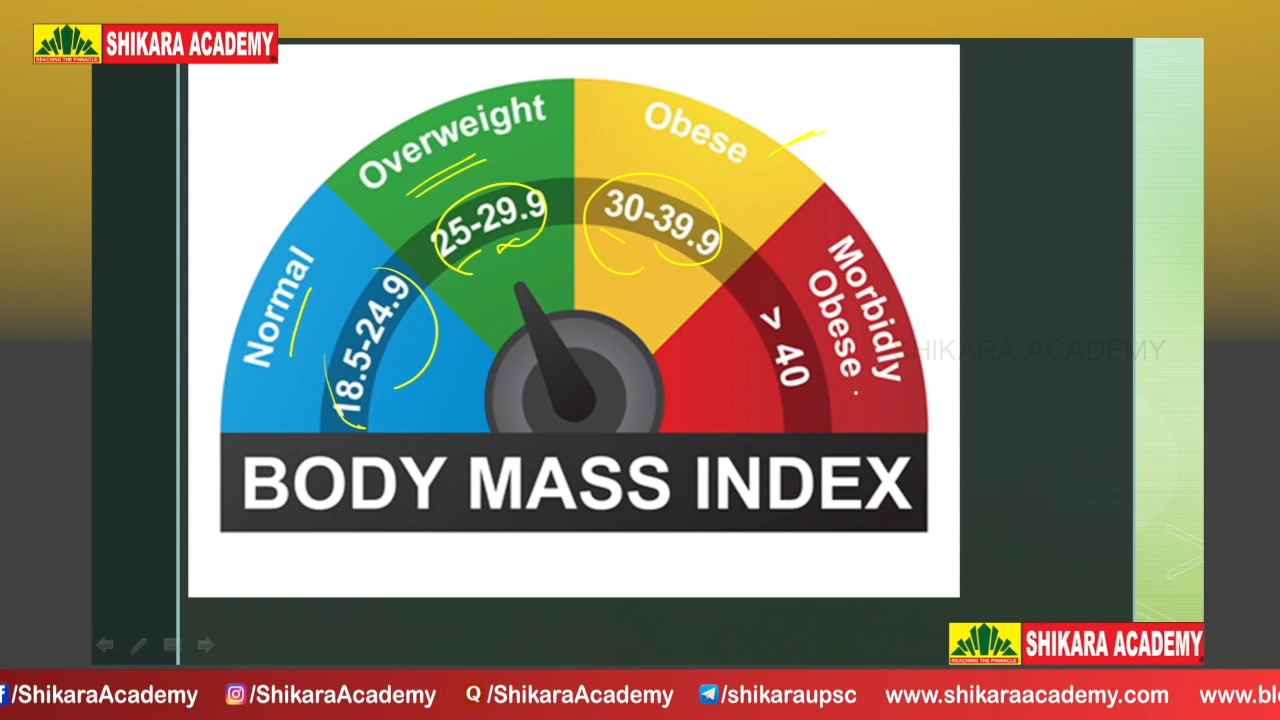 SHIKARA ACADEMY
REACHING THE PINNACLE
Normal
Overweight
Obese
Morbidly
Obese
18.5-24.9
25-29.9
30-39.9
> 40
BODY MASS INDEX
SHIKARA ACADEMY
SHIKARA ACADEMY
REACHING THE PINNACLE
/ShikaraAcademy /ShikaraAcademy /ShikaraAcademy /shikaraupsc www.shikaraacademy.com